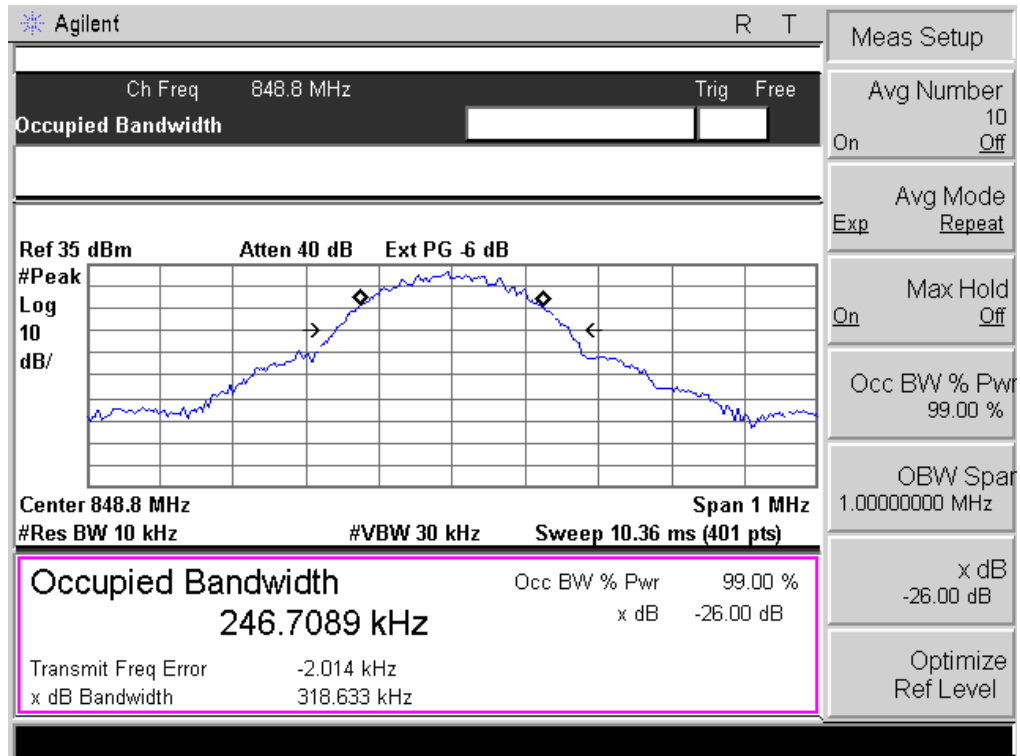 Agilent R T
Ch Freq 848.8 MHz Trig Free
Occupied Bandwidth
Ref 35 dBm Atten 40 dB Ext PG -6 dB
#Peak
Log
10
dB/
Center 848.8 MHz Span 1 MHz
#Res BW 10 kHz #VBW 30 kHz Sweep 10.36 ms (401 pts)
Occupied Bandwidth
246.7089 kHz
Occ BW % Pwr 99.00 %
x dB -26.00 dB
Transmit Freq Error -2.014 kHz
x dB Bandwidth 318.633 kHz
Meas Setup
Avg Number
10
On Off
Avg Mode
Exp Repeat
Max Hold
On Off
Occ BW % Pwr
99.00 %
OBW Span
1.00000000 MHz
x dB
-26.00 dB
Optimize
Ref Level